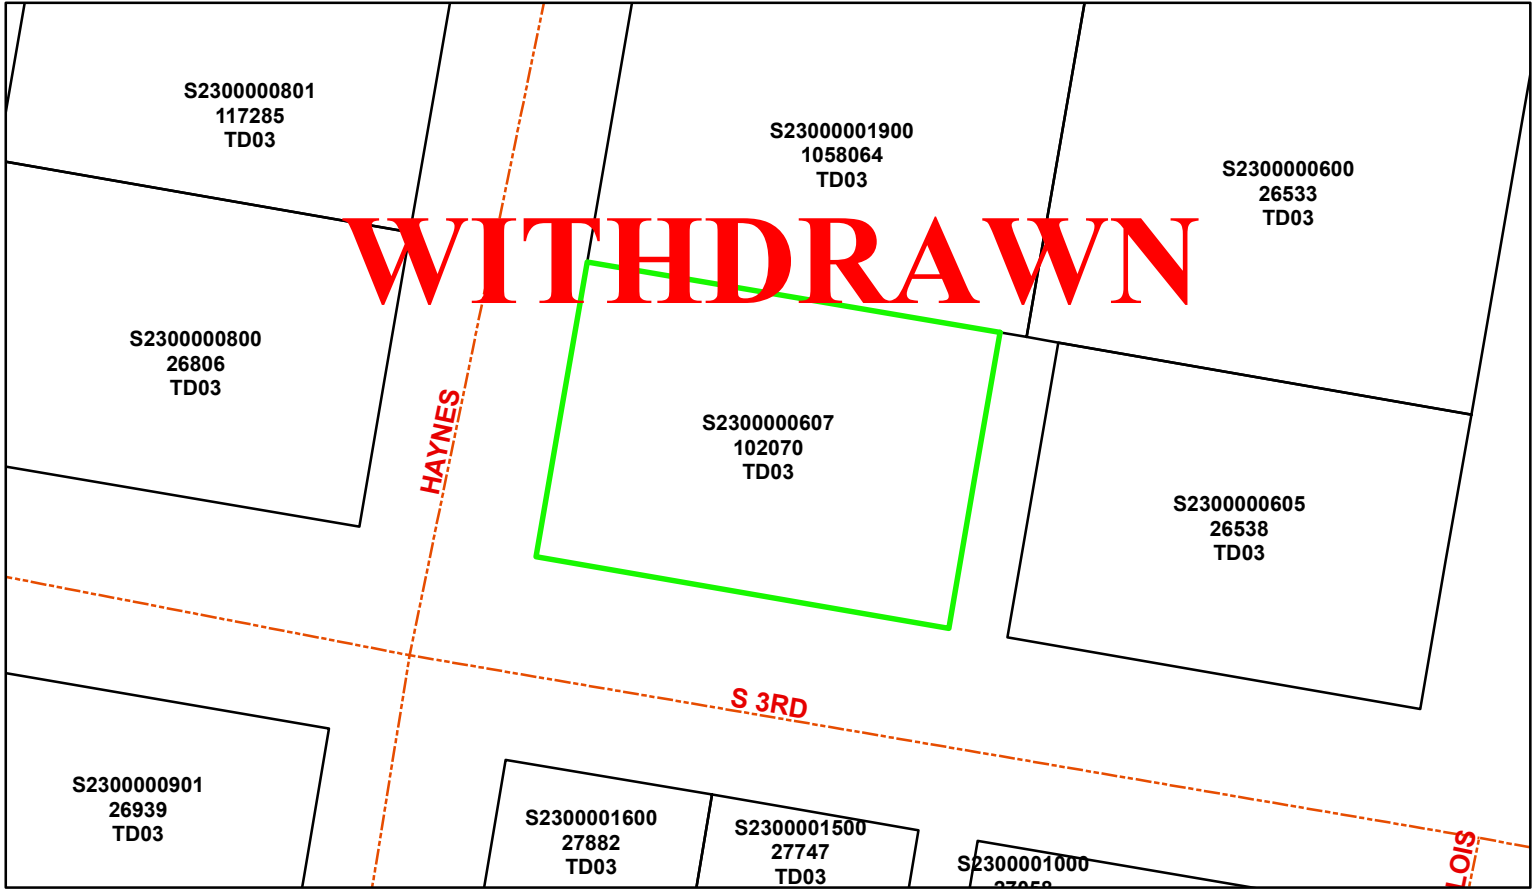 S2300000801
117285
TD03
S23000001900
1058064
TD03
S2300000600
26533
TD03
WITHDRAWN
S2300000800
26806
TD03
HAYNES
S2300000607
102070
TD03
S2300000605
26538
TD03
S 3RD
S2300000901
26939
TD03
S2300001600
27882
TD03
S2300001500
27747
TD03
S2300001000
LOIS